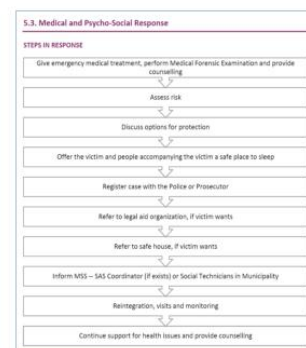 5.3. Medical and Psycho-Social Response
STEPS IN RESPONSE
Give emergency medical treatment, perform Medical Forensic Examination and provide
counselling
Assess risk
Discuss options for protection
Offer the victim and people accompanying the victim a safe place to sleep
Register case with the Police or Prosecutor
Refer to legal aid organization, if victim wants
Refer to safe house, if victim wants
Inform MSS – SAS Coordinator (if exists) or Social Technicians in Municipality
Reintegration, visits and monitoring
Continue support for health issues and provide counselling